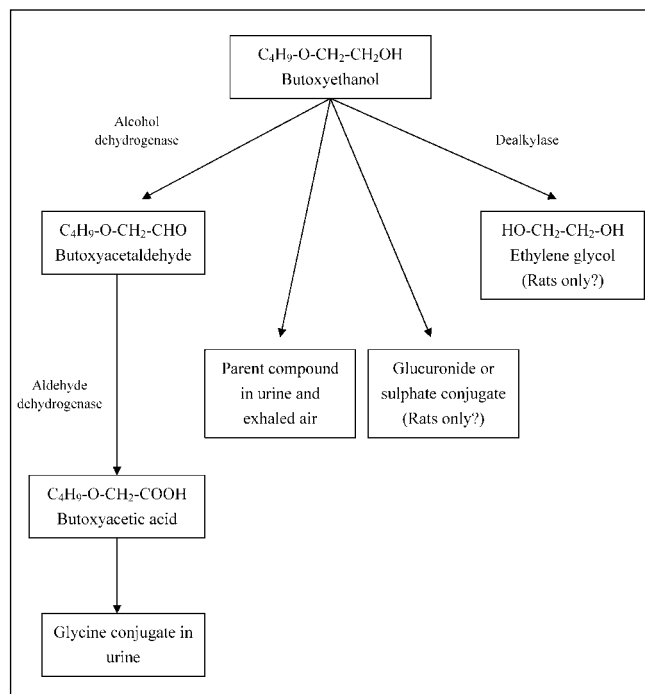 C₄H₉-O-CH₂-CH₂OH
Butoxyethanol
Alcohol
dehydrogenase
Dealkylase
C₄H₉-O-CH₂-CHO
Butoxyacetaldehyde
HO-CH₂-CH₂-OH
Ethylene glycol
(Rats only?)
Parent compound
in urine and
exhaled air
Glucuronide or
sulphate conjugate
(Rats only?)
Aldehyde
dehydrogenase
C₄H₉-O-CH₂-COOH
Butoxyacetic acid
Glycine conjugate in
urine